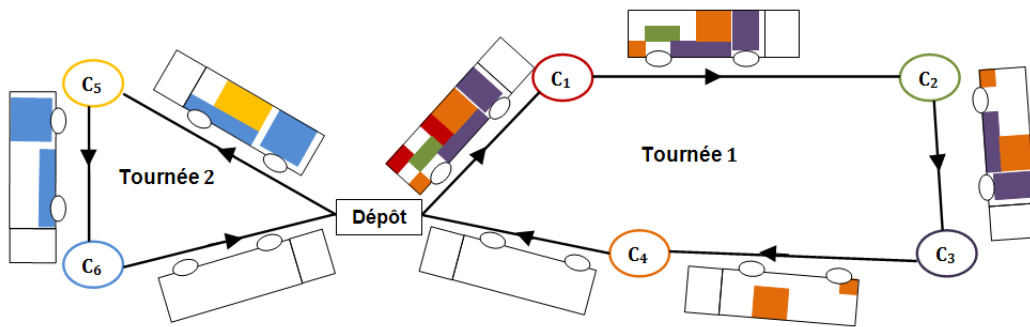 C₅
C₁
C₂
Tournée 2
Tournée 1
Dépôt
C₆
C₄
C₃